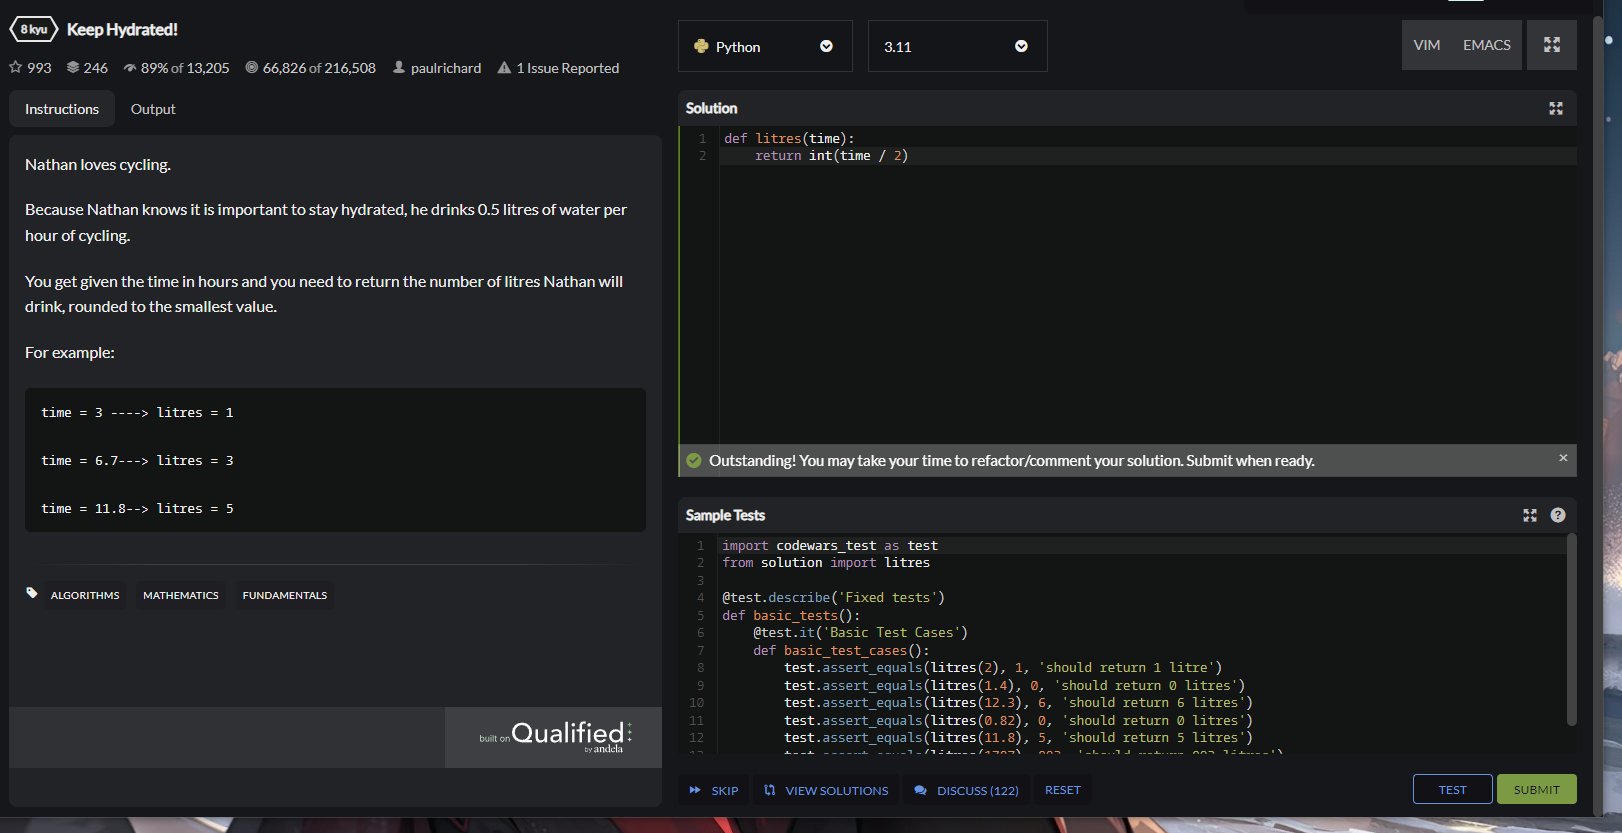 8 kyu Keep Hydrated!
993 246 89% of 13,205 66,826 of 216,508 paulrichard 1 Issue Reported
Instructions Output
Nathan loves cycling.
Because Nathan knows it is important to stay hydrated, he drinks 0.5 litres of water per
hour of cycling.
You get given the time in hours and you need to return the number of litres Nathan will
drink, rounded to the smallest value.
For example:
time = 3 ----> litres = 1
time = 6.7---> litres = 3
time = 11.8--> litres = 5
ALGORITHMS MATHEMATICS FUNDAMENTALS
built on Qualified
by andela
Python 3.11 VIM EMACS
Solution
1 def litres(time):
2 return int(time / 2)
Outstanding! You may take your time to refactor/comment your solution. Submit when ready. ×
Sample Tests ?
1 import codewars_test as test
2 from solution import litres
3
4 @test.describe('Fixed tests')
5 def basic_tests():
6 @test.it('Basic Test Cases')
7 def basic_test_cases():
8 test.assert_equals(litres(2), 1, 'should return 1 litre')
9 test.assert_equals(litres(1.4), 0, 'should return 0 litres')
10 test.assert_equals(litres(12.3), 6, 'should return 6 litres')
11 test.assert_equals(litres(0.82), 0, 'should return 0 litres')
12 test.assert_equals(litres(11.8), 5, 'should return 5 litres')
SKIP VIEW SOLUTIONS DISCUSS (122) RESET TEST SUBMIT